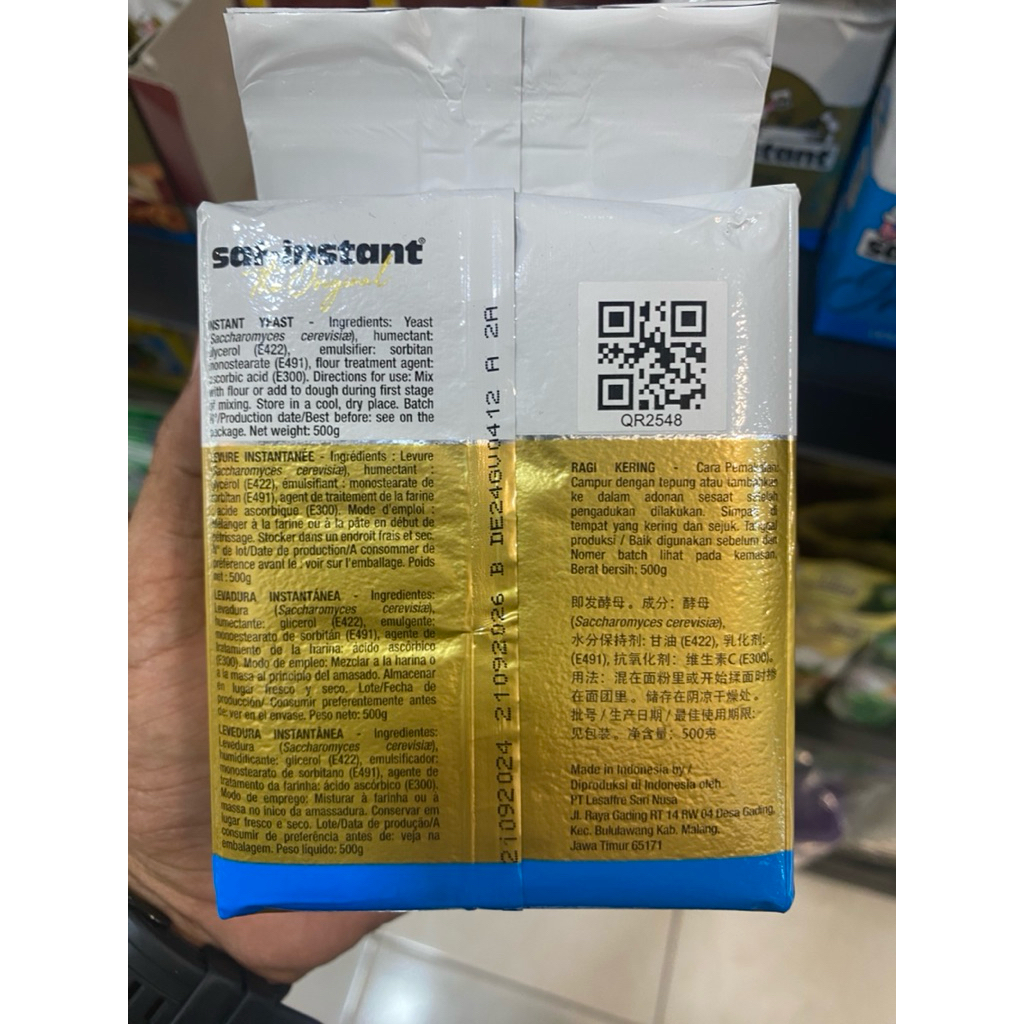 saf-instant®
The Original
INSTANT YEAST - Ingredients: Yeast
(Saccharomyces cerevisiæ), humectant:
glycerol (E422), emulsifier: sorbitan
monostearate (E491), flour treatment agent:
ascorbic acid (E300). Directions for use: Mix
with flour or add to dough during first stage
of mixing. Store in a cool, dry place. Batch
N°/Production date/Best before: see on the
package. Net weight: 500g
LEVURE INSTANTANÉE - Ingrédients : Levure
(Saccharomyces cerevisiæ), humectant :
glycérol (E422), émulsifiant : monostearate de
sorbitan (E491), agent de traitement de la farine
: acide ascorbique (E300). Mode d'emploi :
Mélanger à la farine ou à la pâte en début de
pétrissage. Stocker dans un endroit frais et sec.
N° de lot/Date de production/A consommer de
préférence avant le : voir sur l'emballage. Poids
net : 500g
LEVADURA INSTANTÁNEA - Ingredientes:
Levadura (Saccharomyces cerevisiæ),
humectante: glicerol (E422), emulgente:
monoestearato de sorbitán (E491), agente de
tratamiento de la harina: ácido ascórbico
(E300). Modo de empleo: Mezclar a la harina o
a la masa al principio del amasado. Almacenar
en lugar fresco y seco. Lote/Fecha de
producción/ Consumir preferentemente antes
de: ver en el envase. Peso neto: 500g
LEVEDURA INSTANTÂNEA - Ingredientes:
Levedura (Saccharomyces cerevisiæ),
humidificante: glicerol (E422), emulsificador:
monostearato de sorbitano (E491), agente de
tratamento da farinha: ácido ascórbico (E300).
Modo de emprego: Misturar à farinha ou a
massa no inico da amassadura. Conservar em
lugar fresco e seco. Lote/Data de produção/A
consumir de preferência antes de: veja na
embalagem. Peso líquido: 500g
21092024 21092026 B DE24GV0412 A 2A
QR2548
RAGI KERING - Cara Pemakaian:
Campur dengan tepung atau tambahkan
ke dalam adonan sesaat setelah
pengadukan dilakukan. Simpan di
tempat yang kering dan sejuk. Tanggal
produksi / Baik digunakan sebelum dan
Nomer batch lihat pada kemasan.
Berat bersih: 500g
即发酵母。成分：酵母
(Saccharomyces cerevisiæ),
水分保持剂: 甘油 (E422), 乳化剂:
(E491), 抗氧化剂：维生素C (E300)。
用法：混在面粉里或开始揉面时掺
在面团里。储存在阴凉干燥处。
批号 / 生产日期 / 最佳使用期限:
见包装。净含量：500克
Made in Indonesia by /
Diproduksi di Indonesia oleh
PT Lesaffre Sari Nusa
Jl. Raya Gading RT 14 RW 04 Desa Gading,
Kec. Bululawang Kab. Malang.
Jawa Timur 65171
stant